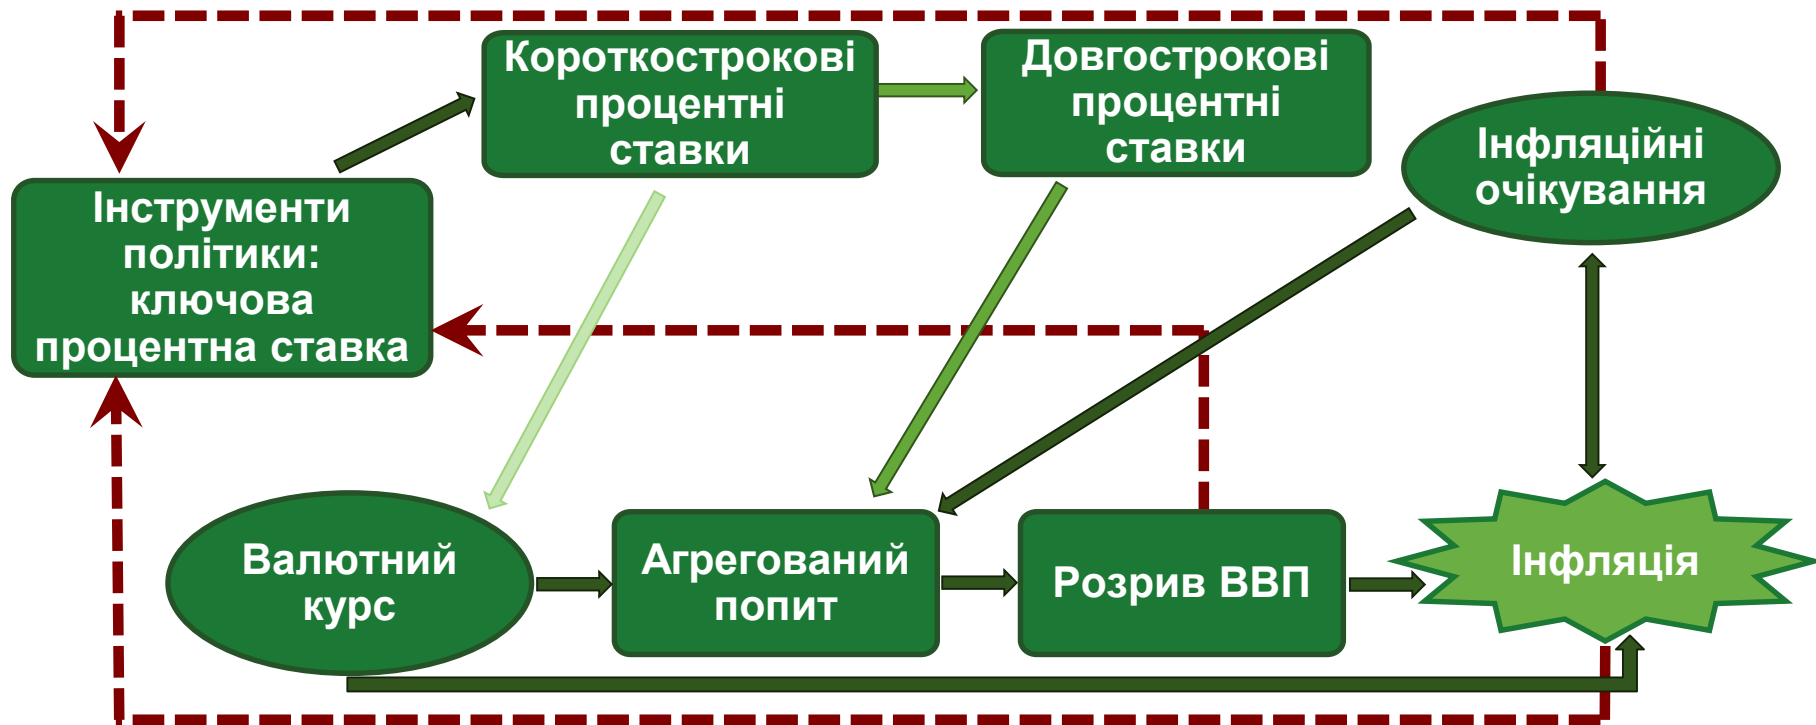 Короткострокові
процентні
ставки
Довгострокові
процентні
ставки
Інфляційні
очікування
Інструменти
політики:
ключова
процентна ставка
Валютний
курс
Агрегований
попит
Розрив ВВП
Інфляція